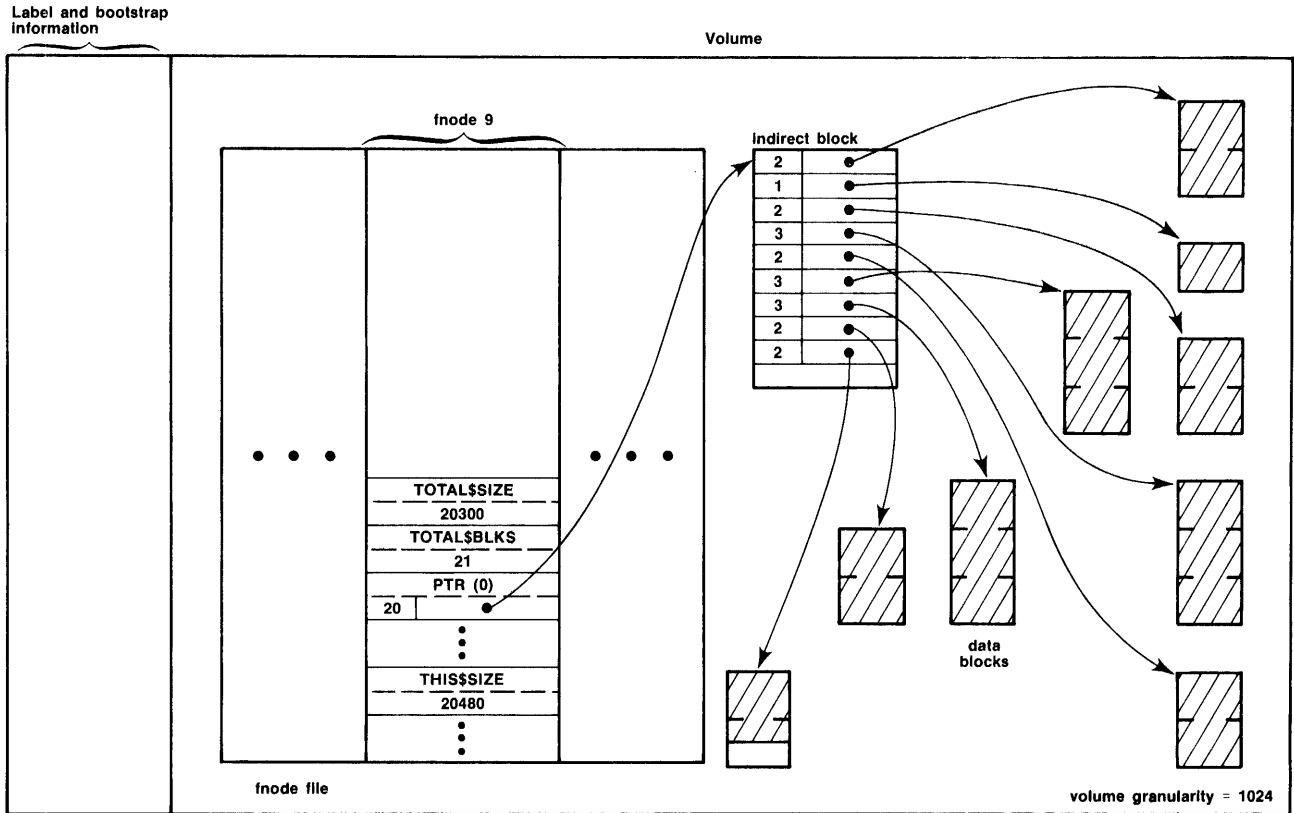 Label and bootstrap
information
Volume
fnode 9
indirect block
2
1
2
3
2
3
3
2
2
TOTAL$SIZE
20300
TOTAL$BLKS
21
PTR (0)
20
THIS$SIZE
20480
data
blocks
fnode file
volume granularity = 1024